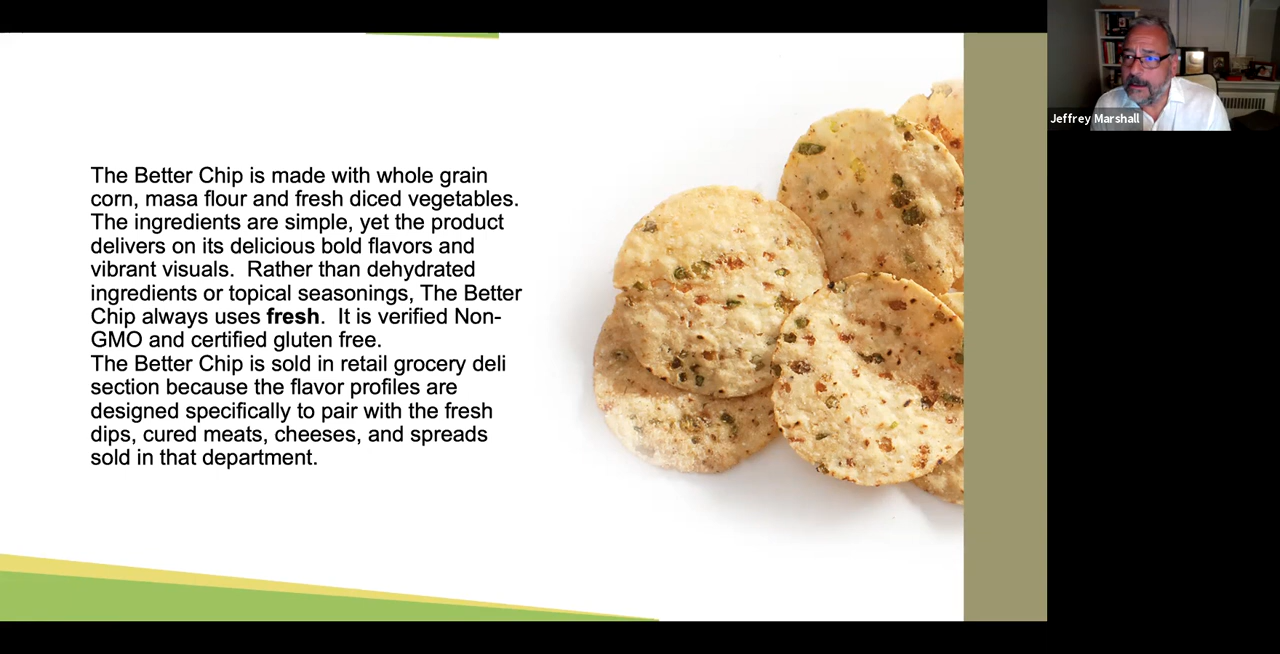 The Better Chip is made with whole grain
corn, masa flour and fresh diced vegetables.
The ingredients are simple, yet the product
delivers on its delicious bold flavors and
vibrant visuals.  Rather than dehydrated
ingredients or topical seasonings, The Better
Chip always uses fresh.  It is verified Non-
GMO and certified gluten free.
The Better Chip is sold in retail grocery deli
section because the flavor profiles are
designed specifically to pair with the fresh
dips, cured meats, cheeses, and spreads
sold in that department.
Jeffrey Marshall